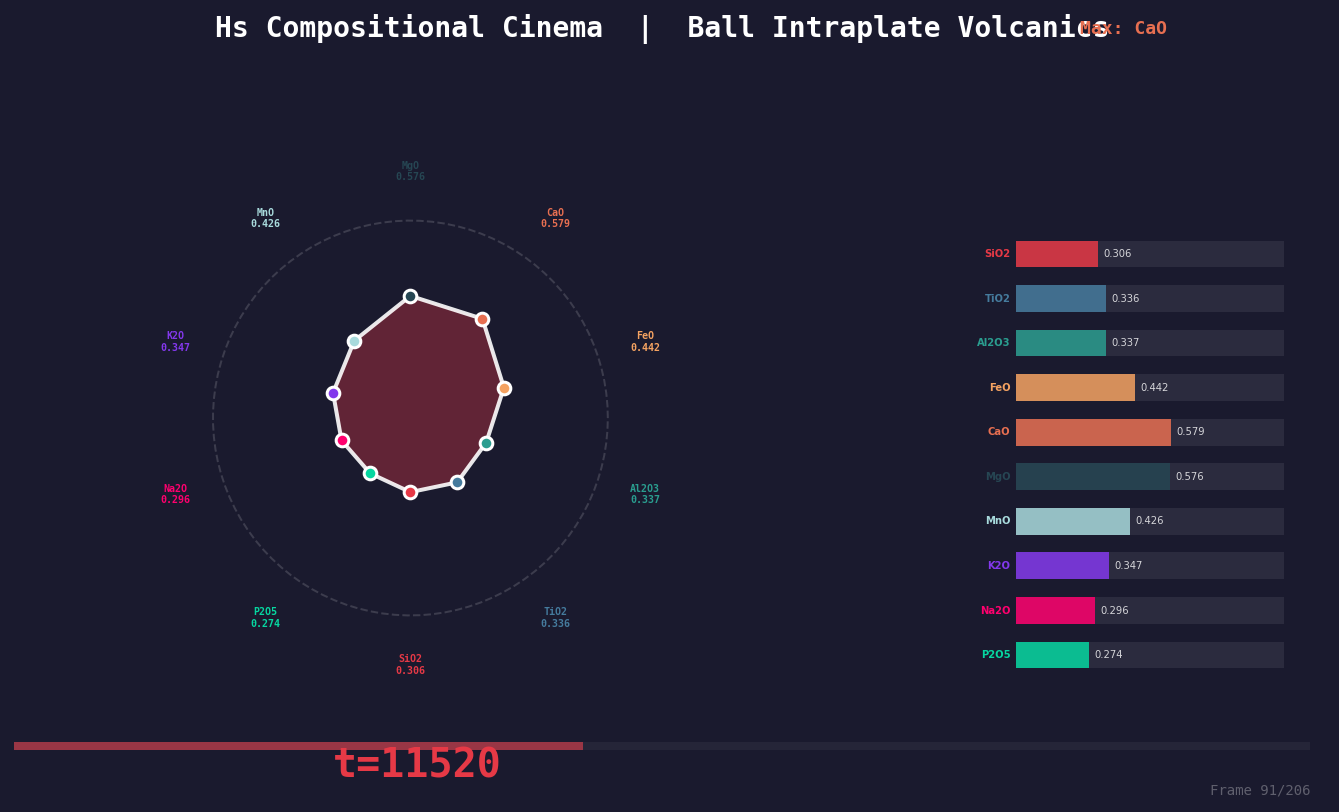 Hs Compositional Cinema | Ball Intraplate Volcanics
Max: CaO
MgO
0.576
MnO
0.426
CaO
0.579
K2O
0.347
FeO
0.442
Na2O
0.296
Al2O3
0.337
P2O5
0.274
TiO2
0.336
SiO2
0.306
SiO2 0.306
TiO2 0.336
Al2O3 0.337
FeO 0.442
CaO 0.579
MgO 0.576
MnO 0.426
K2O 0.347
Na2O 0.296
P2O5 0.274
t=11520
Frame 91/206